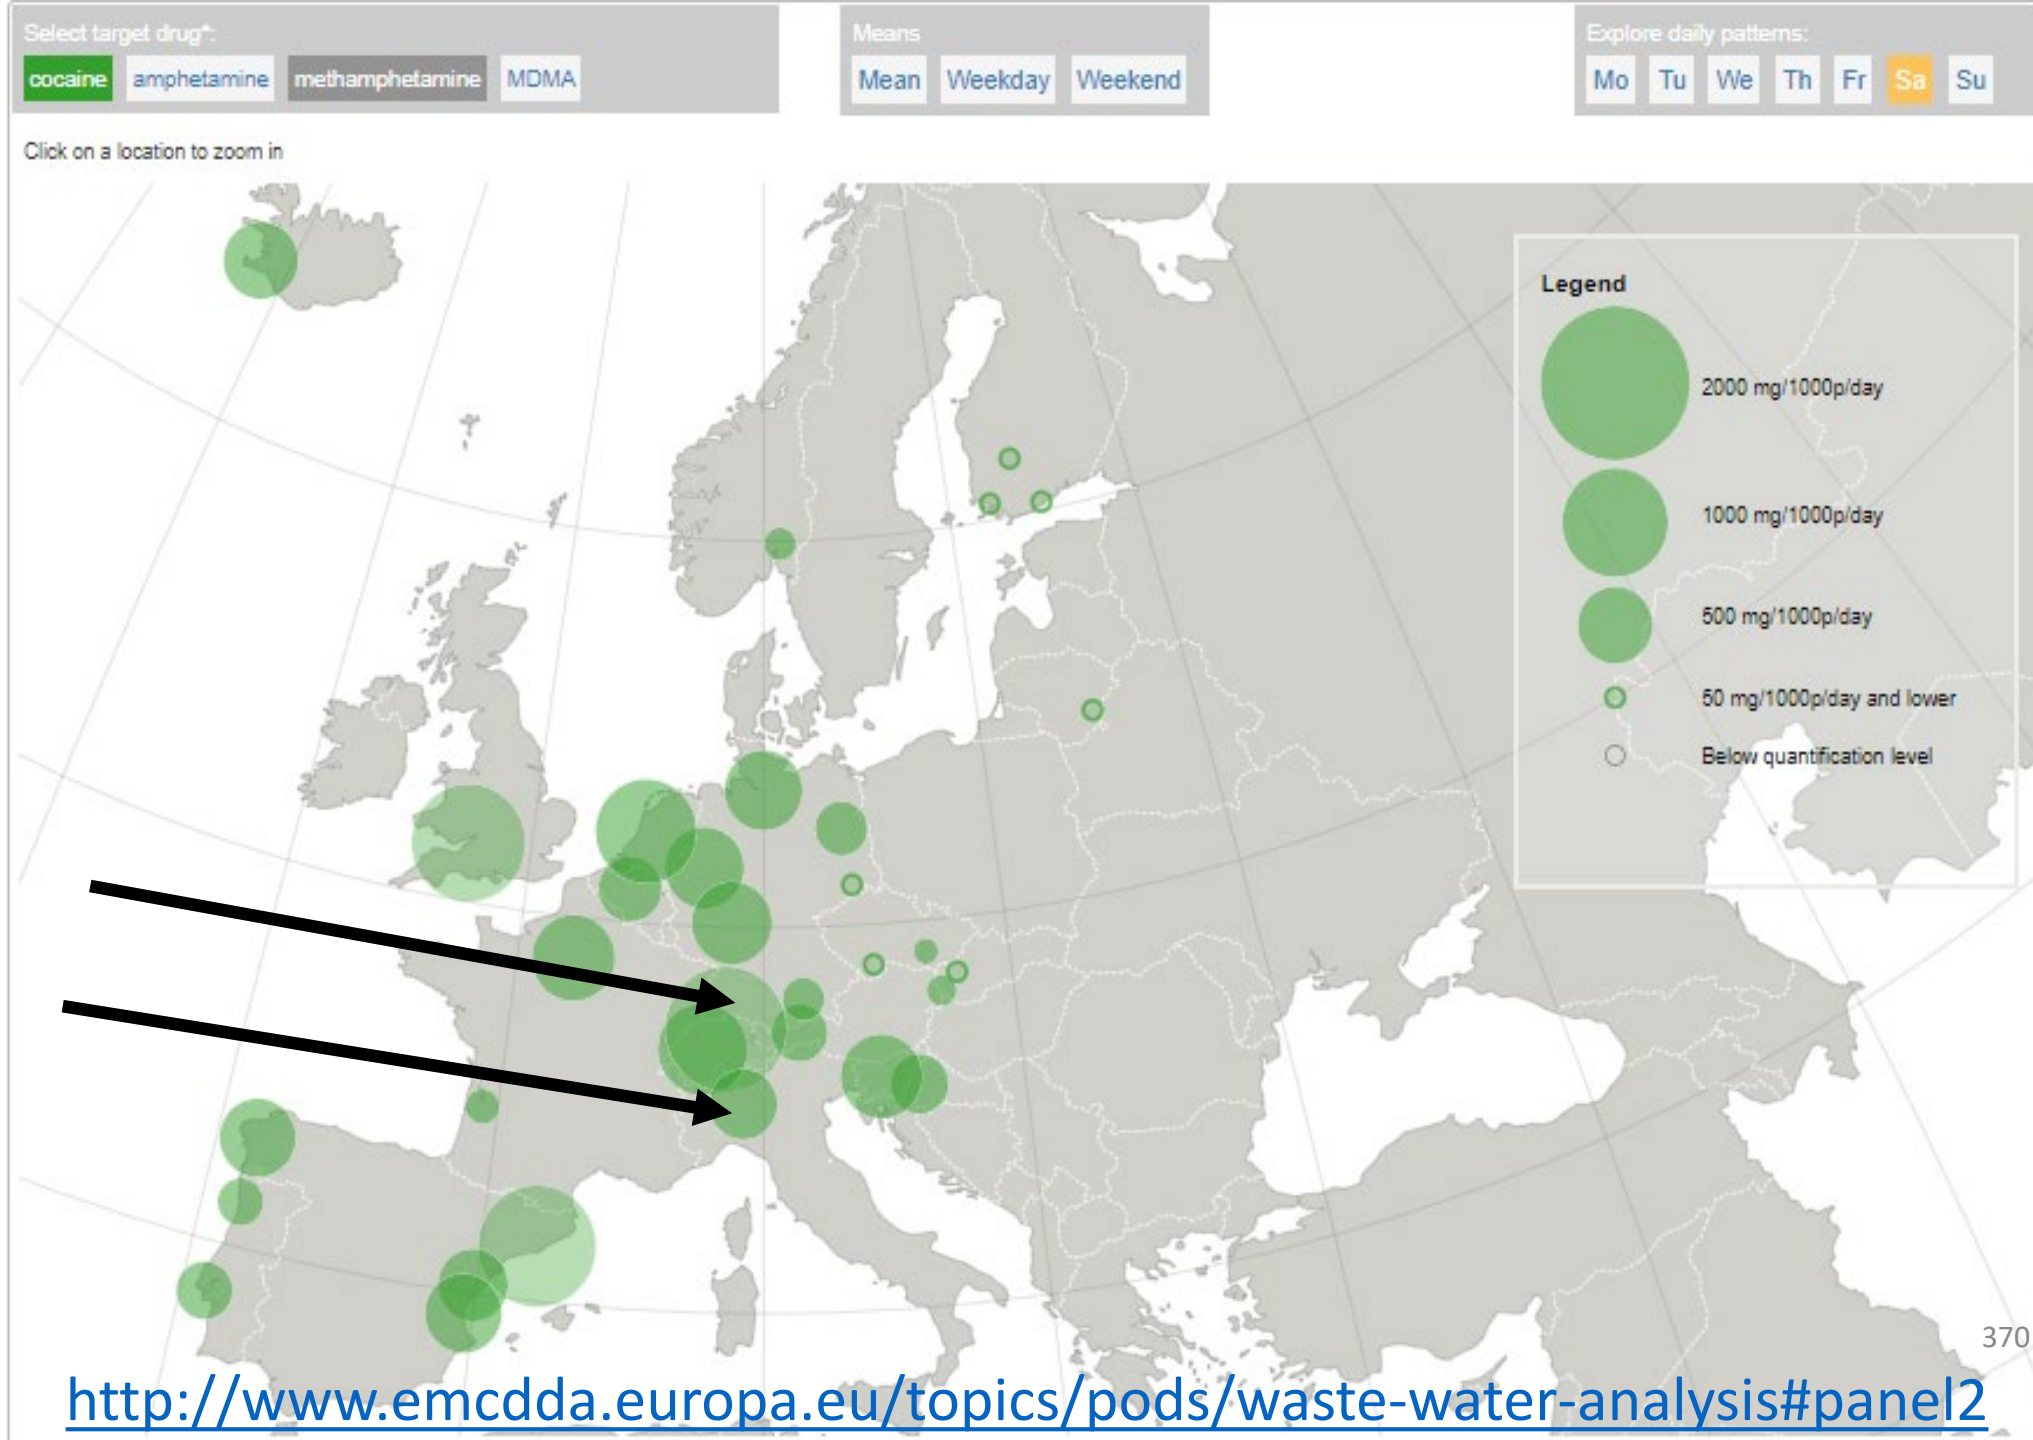 Select target drug*:
cocaine amphetamine methamphetamine MDMA
Means
Mean Weekday Weekend
Explore daily patterns:
Mo Tu We Th Fr Sa Su
Click on a location to zoom in
Legend
2000 mg/1000p/day
1000 mg/1000p/day
500 mg/1000p/day
50 mg/1000p/day and lower
Below quantification level
370
http://www.emcdda.europa.eu/topics/pods/waste-water-analysis#panel2